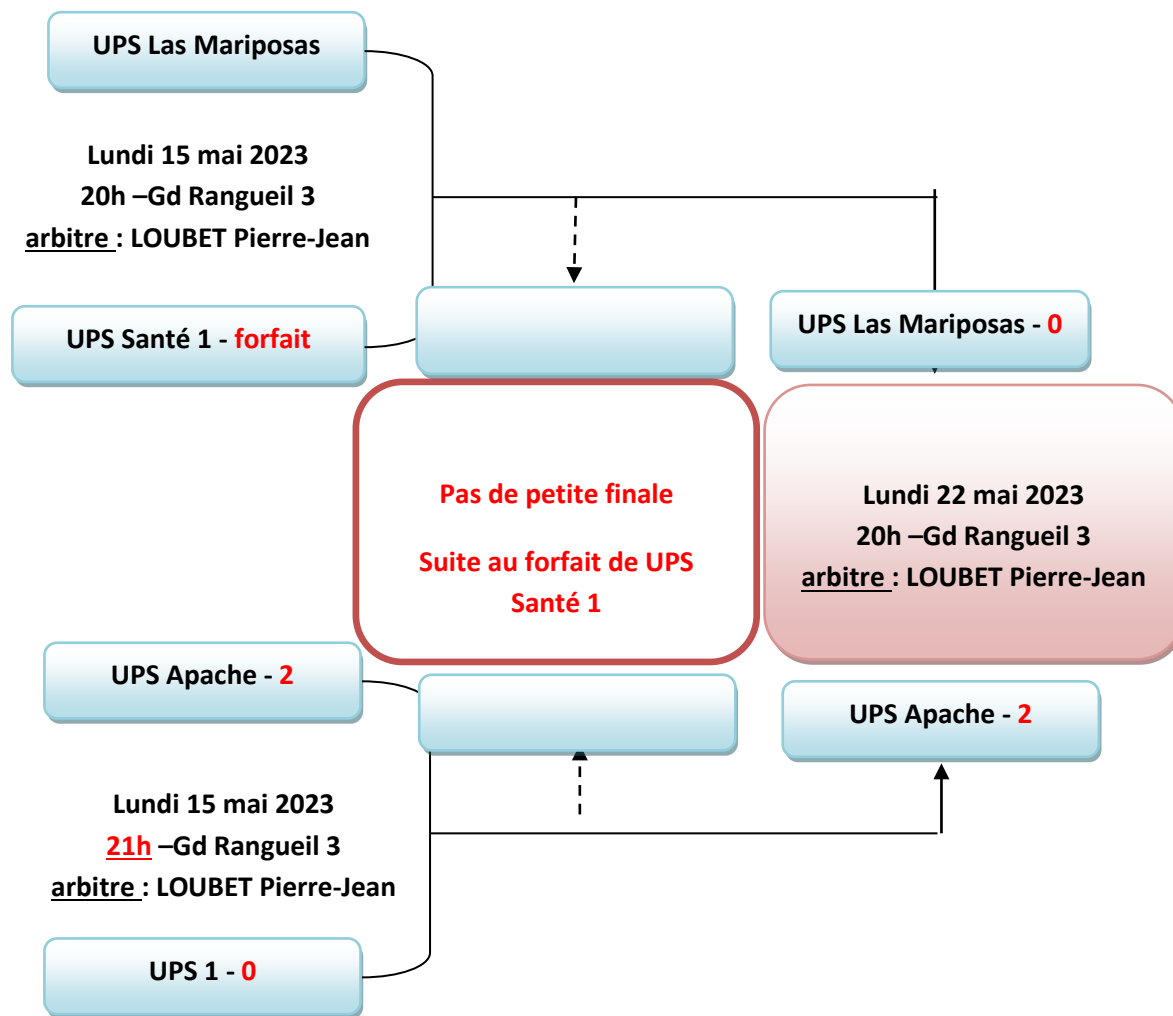 UPS Las Mariposas
Lundi 15 mai 2023
20h –Gd Rangueil 3
arbitre : LOUBET Pierre-Jean
UPS Santé 1 - forfait
UPS Las Mariposas - 0
Pas de petite finale
Suite au forfait de UPS
Santé 1
Lundi 22 mai 2023
20h –Gd Rangueil 3
arbitre : LOUBET Pierre-Jean
UPS Apache - 2
UPS Apache - 2
Lundi 15 mai 2023
21h –Gd Rangueil 3
arbitre : LOUBET Pierre-Jean
UPS 1 - 0